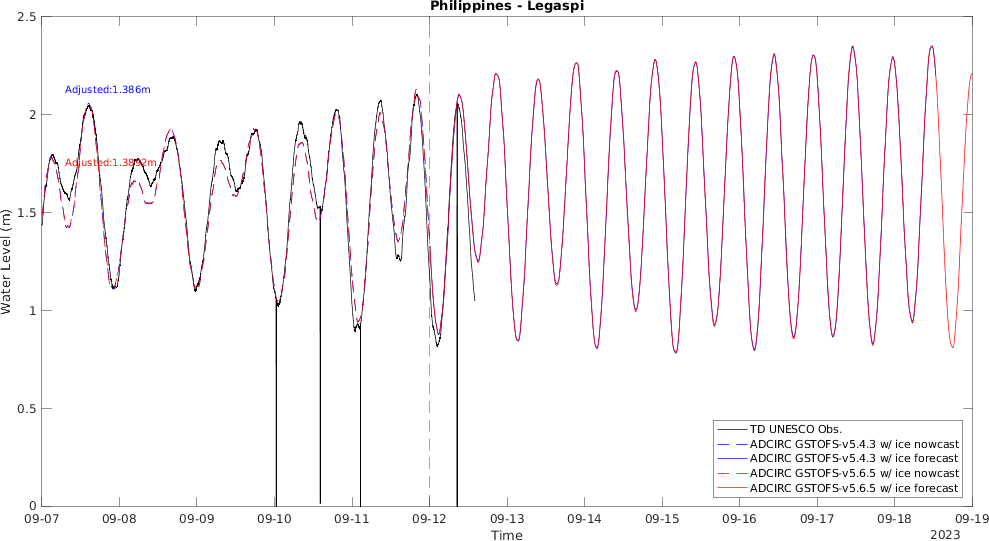 Philippines - Legaspi
2.5
2
1.5
1
0.5
0
Water Level (m)
Adjusted:1.386m
Adjusted:1.3892m
TD UNESCO Obs.
ADCIRC GSTOFS-v5.4.3 w/ ice nowcast
ADCIRC GSTOFS-v5.4.3 w/ ice forecast
ADCIRC GSTOFS-v5.6.5 w/ ice nowcast
ADCIRC GSTOFS-v5.6.5 w/ ice forecast
09-07 09-08 09-09 09-10 09-11 09-12 09-13 09-14 09-15 09-16 09-17 09-18 09-19
Time
2023